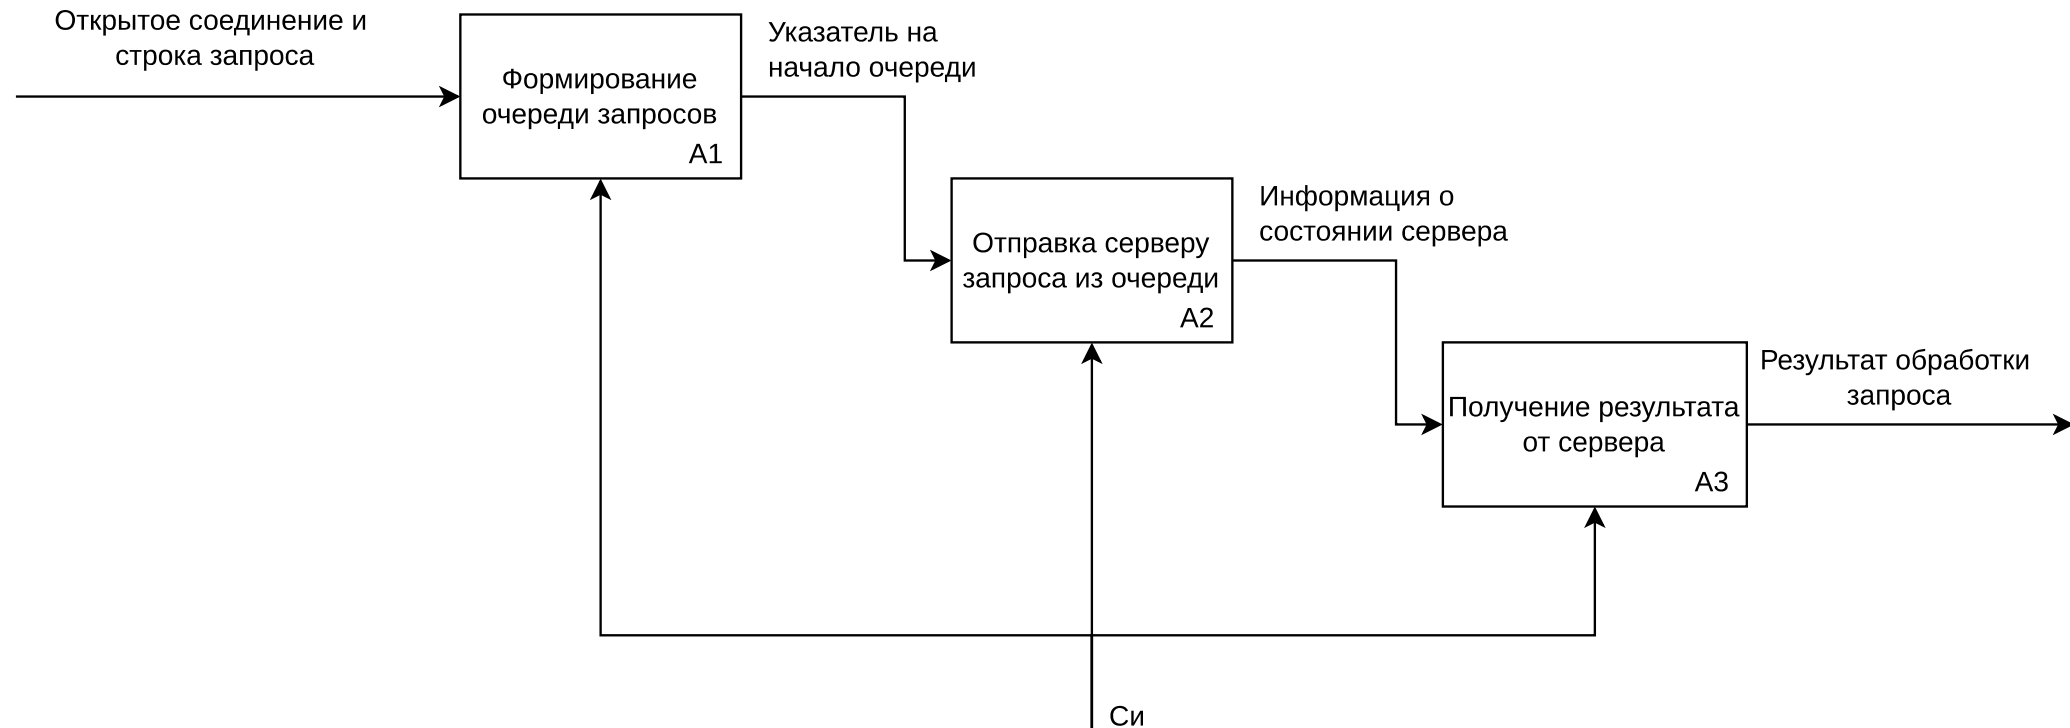 Открытое соединение и
строка запроса
Формирование
очереди запросов
A1
Указатель на
начало очереди
Отправка серверу
запроса из очереди
A2
Информация о
состоянии сервера
Получение результата
от сервера
A3
Результат обработки
запроса
Си